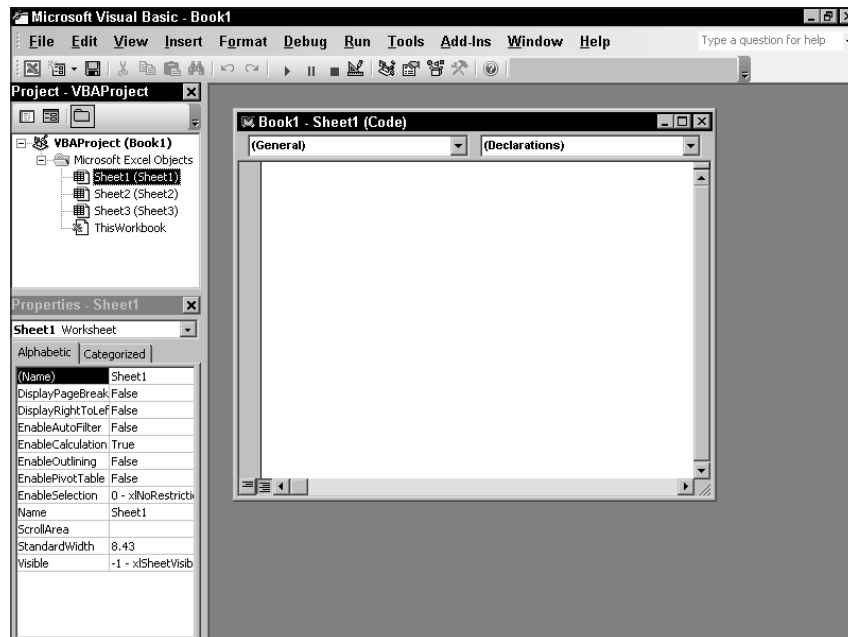 Microsoft Visual Basic - Book1
File Edit View Insert Format Debug Run Tools Add-Ins Window Help Type a question for help
Project - VBAProject
VBAProject (Book1)
Microsoft Excel Objects
Sheet1 (Sheet1)
Sheet2 (Sheet2)
Sheet3 (Sheet3)
ThisWorkbook
Book1 - Sheet1 (Code)
(General) (Declarations)
Properties - Sheet1
Sheet1 Worksheet
Alphabetic Categorized
(Name) Sheet1
DisplayPageBreak False
DisplayRightToLef False
EnableAutoFilter False
EnableCalculation True
EnableOutlining False
EnablePivotTable False
EnableSelection 0 - xlNoRestricti
Name Sheet1
ScrollArea
StandardWidth 8.43
Visible -1 - xlSheetVisib